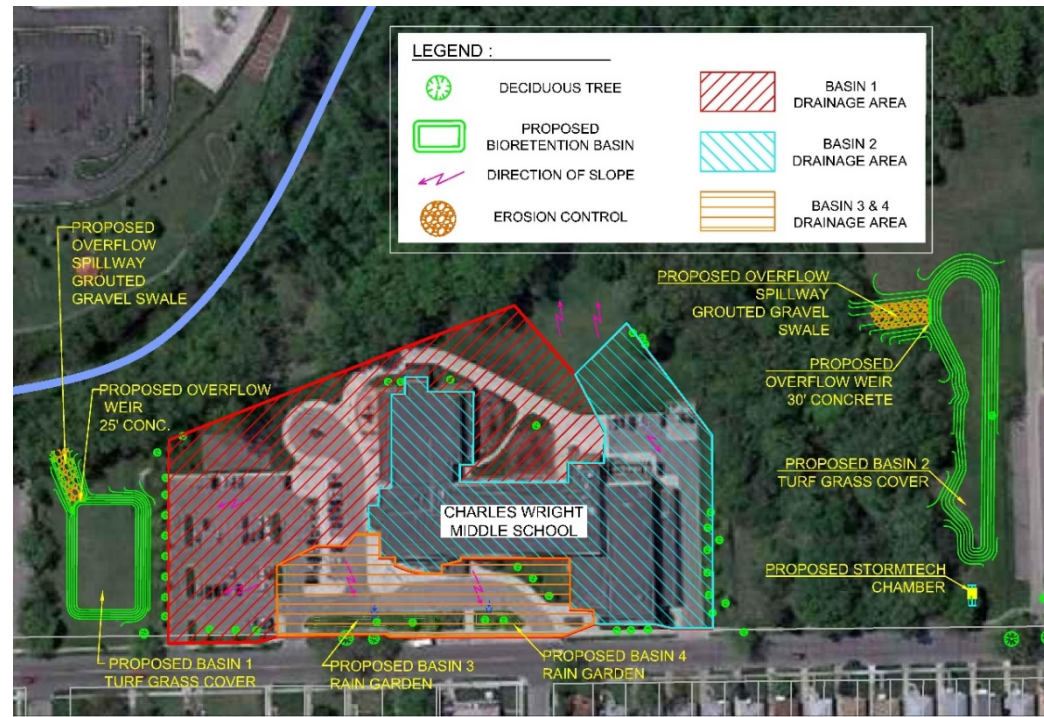 LEGEND :
DECIDUOUS TREE
PROPOSED
BIORETENTION BASIN
DIRECTION OF SLOPE
EROSION CONTROL
BASIN 1
DRAINAGE AREA
BASIN 2
DRAINAGE AREA
BASIN 3 & 4
DRAINAGE AREA
PROPOSED
OVERFLOW
SPILLWAY
GROUTED
GRAVEL SWALE
PROPOSED OVERFLOW
WEIR
25' CONC.
PROPOSED OVERFLOW
SPILLWAY
GROUTED GRAVEL
SWALE
PROPOSED
OVERFLOW WEIR
30' CONCRETE
PROPOSED BASIN 2
TURF GRASS COVER
CHARLES WRIGHT
MIDDLE SCHOOL
PROPOSED STORMTECH
CHAMBER
PROPOSED BASIN 1
TURF GRASS COVER
PROPOSED BASIN 3
RAIN GARDEN
PROPOSED BASIN 4
RAIN GARDEN